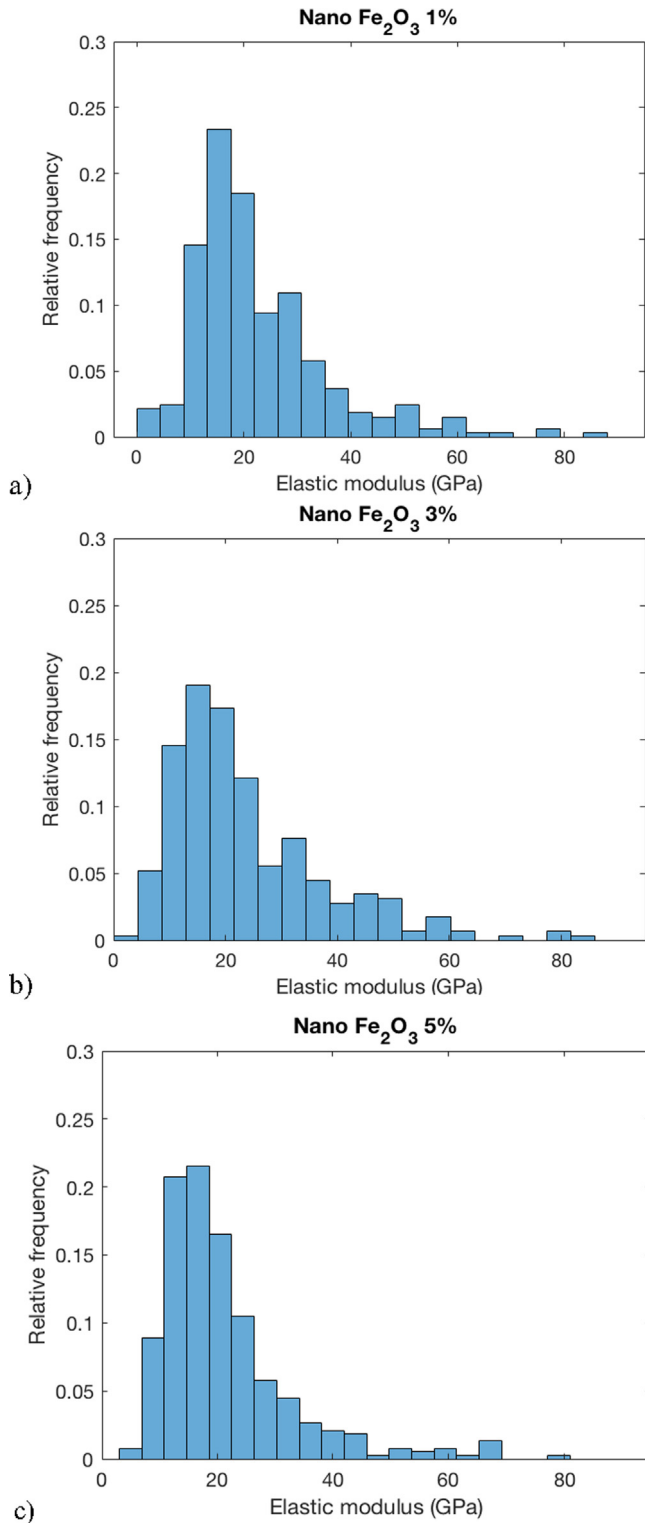 Nano Fe₂O₃ 1%
0.3
0.25
0.2
0.15
0.1
0.05
0
Relative frequency
0 20 40 60 80
Elastic modulus (GPa)
a)
Nano Fe₂O₃ 3%
0.3
0.25
0.2
0.15
0.1
0.05
0
Relative frequency
0 20 40 60 80
Elastic modulus (GPa)
b)
Nano Fe₂O₃ 5%
0.3
0.25
0.2
0.15
0.1
0.05
0
Relative frequency
0 20 40 60 80
Elastic modulus (GPa)
c)